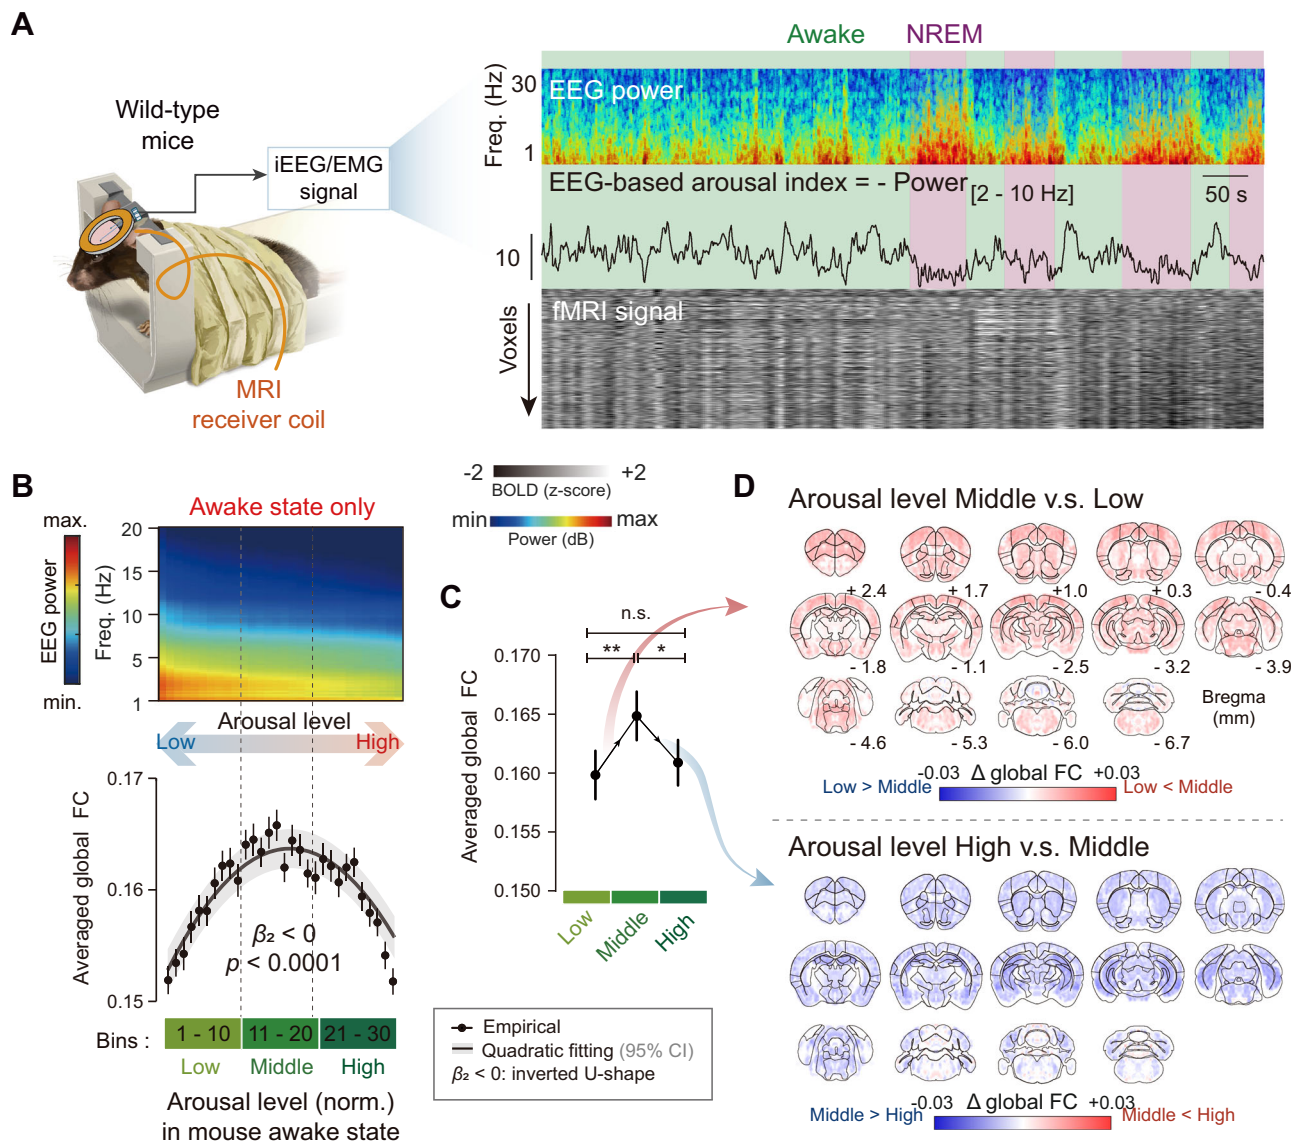 A
Awake NREM
Wild-type
mice
iEEG/EMG
signal
MRI
receiver coil
Freq. (Hz)
30
1
EEG power
EEG-based arousal index = - Power[2 - 10 Hz]
50 s
10
fMRI signal
Voxels
B
Awake state only
max.
min.
EEG power
Freq. (Hz)
20
15
10
5
1
Arousal level
Low High
Averaged global FC
0.17
0.16
0.15
β₂ < 0
p < 0.0001
Bins : 1 - 10 11 - 20 21 - 30
Low Middle High
Arousal level (norm.)
in mouse awake state
-2 +2
BOLD (z-score)
min max
Power (dB)
C
n.s.
** *
Averaged global FC
0.170
0.165
0.160
0.155
0.150
Low Middle High
Empirical
Quadratic fitting (95% CI)
β₂ < 0: inverted U-shape
D
Arousal level Middle v.s. Low
+ 2.4 + 1.7 +1.0 + 0.3 - 0.4
- 1.8 - 1.1 - 2.5 - 3.2 - 3.9
- 4.6 - 5.3 - 6.0 - 6.7
Bregma
(mm)
-0.03 Δ global FC +0.03
Low > Middle Low < Middle
Arousal level High v.s. Middle
-0.03 Δ global FC +0.03
Middle > High Middle < High